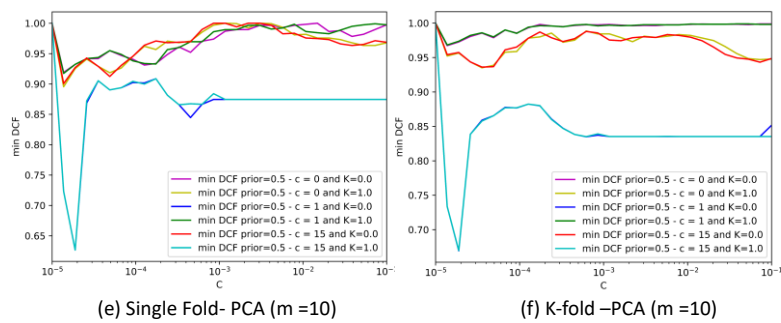 1.00
0.95
0.90
0.85
0.80
0.75
0.70
0.65
min DCF
min DCF prior=0.5 - c = 0 and K=0.0
min DCF prior=0.5 - c = 0 and K=1.0
min DCF prior=0.5 - c = 1 and K=0.0
min DCF prior=0.5 - c = 1 and K=1.0
min DCF prior=0.5 - c = 15 and K=0.0
min DCF prior=0.5 - c = 15 and K=1.0
10⁻⁵ 10⁻⁴ 10⁻³ 10⁻² 10⁻¹
C
(e) Single Fold- PCA (m =10)
1.00
0.95
0.90
0.85
0.80
0.75
0.70
min DCF
min DCF prior=0.5 - c = 0 and K=0.0
min DCF prior=0.5 - c = 0 and K=1.0
min DCF prior=0.5 - c = 1 and K=0.0
min DCF prior=0.5 - c = 1 and K=1.0
min DCF prior=0.5 - c = 15 and K=0.0
min DCF prior=0.5 - c = 15 and K=1.0
10⁻⁵ 10⁻⁴ 10⁻³ 10⁻² 10⁻¹
C
(f) K-fold –PCA (m =10)